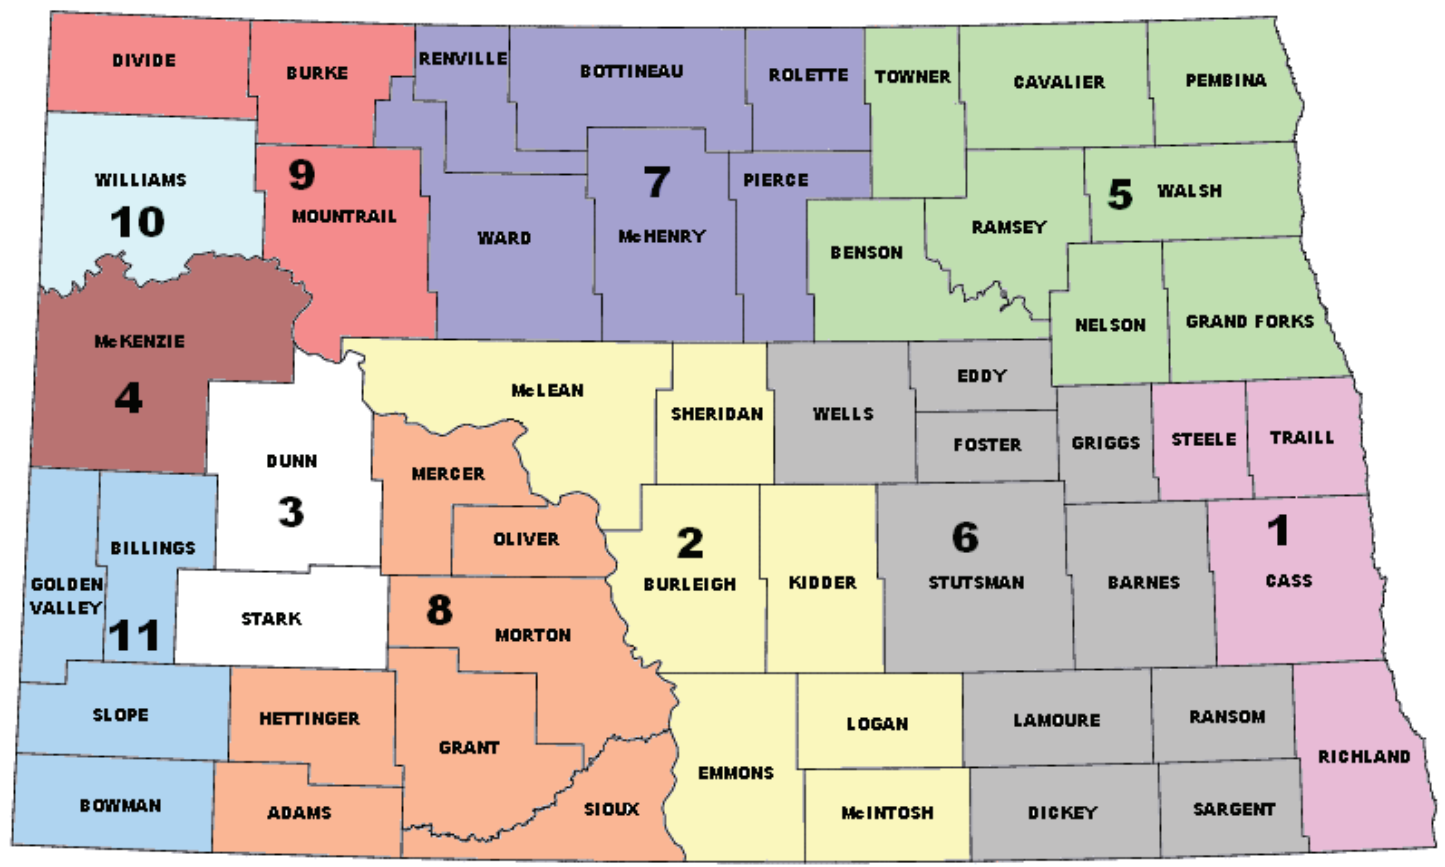 DIVIDE
BURKE
RENVILLE
BOTTINEAU
ROLETTE
TOWNER
CAVALIER
PEMBINA
WILLIAMS
10
9
MOUNTRAIL
WARD
7
McHENRY
PIERCE
BENSON
RAMSEY
5
WALSH
NELSON
GRAND FORKS
McKENZIE
4
DUNN
3
McLEAN
SHERIDAN
WELLS
EDDY
FOSTER
GRIGGS
STEELE
TRAILL
MERCER
OLIVER
GOLDEN
VALLEY
BILLINGS
11
STARK
8
MORTON
2
BURLEIGH
KIDDER
6
STUTSMAN
BARNES
1
CASS
SLOPE
HETTINGER
GRANT
EMMONS
LOGAN
LAMOURE
RANSOM
RICHLAND
BOWMAN
ADAMS
SIOUX
McINTOSH
DICKEY
SARGENT